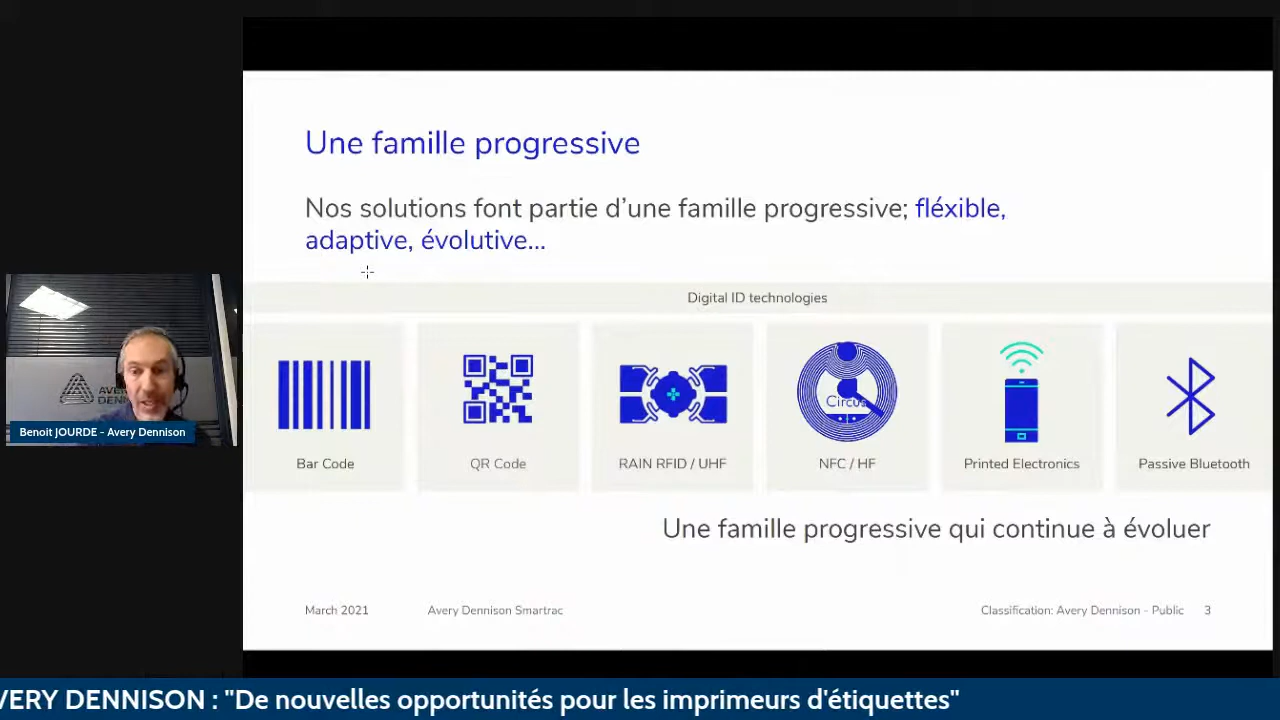 Une famille progressive
Nos solutions font partie d'une famille progressive; fléxible,
adaptive, évolutive...
Digital ID technologies
Bar Code
QR Code
RAIN RFID / UHF
Circus
NFC / HF
Printed Electronics
Passive Bluetooth
Une famille progressive qui continue à évoluer
March 2021
Avery Dennison Smartrac
Classification: Avery Dennison - Public
3
Benoit JOURDE - Avery Dennison
VERY DENNISON : "De nouvelles opportunités pour les imprimeurs d'étiquettes"